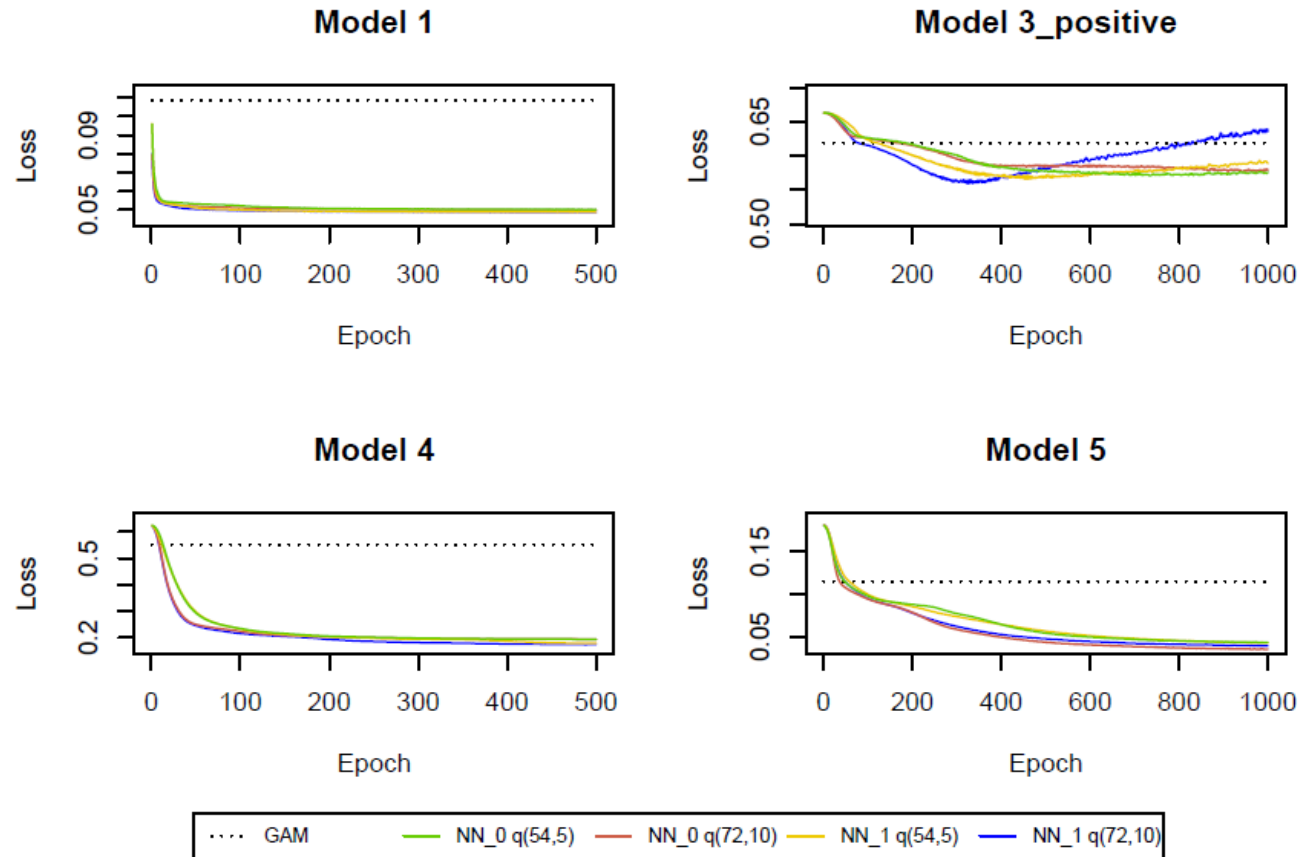 Model 1
Loss
0.05 0.09
0 100 200 300 400 500
Epoch
Model 3_positive
Loss
0.50 0.65
0 200 400 600 800 1000
Epoch
Model 4
Loss
0.2 0.5
0 100 200 300 400 500
Epoch
Model 5
Loss
0.05 0.15
0 200 400 600 800 1000
Epoch
GAM NN_0 q(54,5) NN_0 q(72,10) NN_1 q(54,5) NN_1 q(72,10)